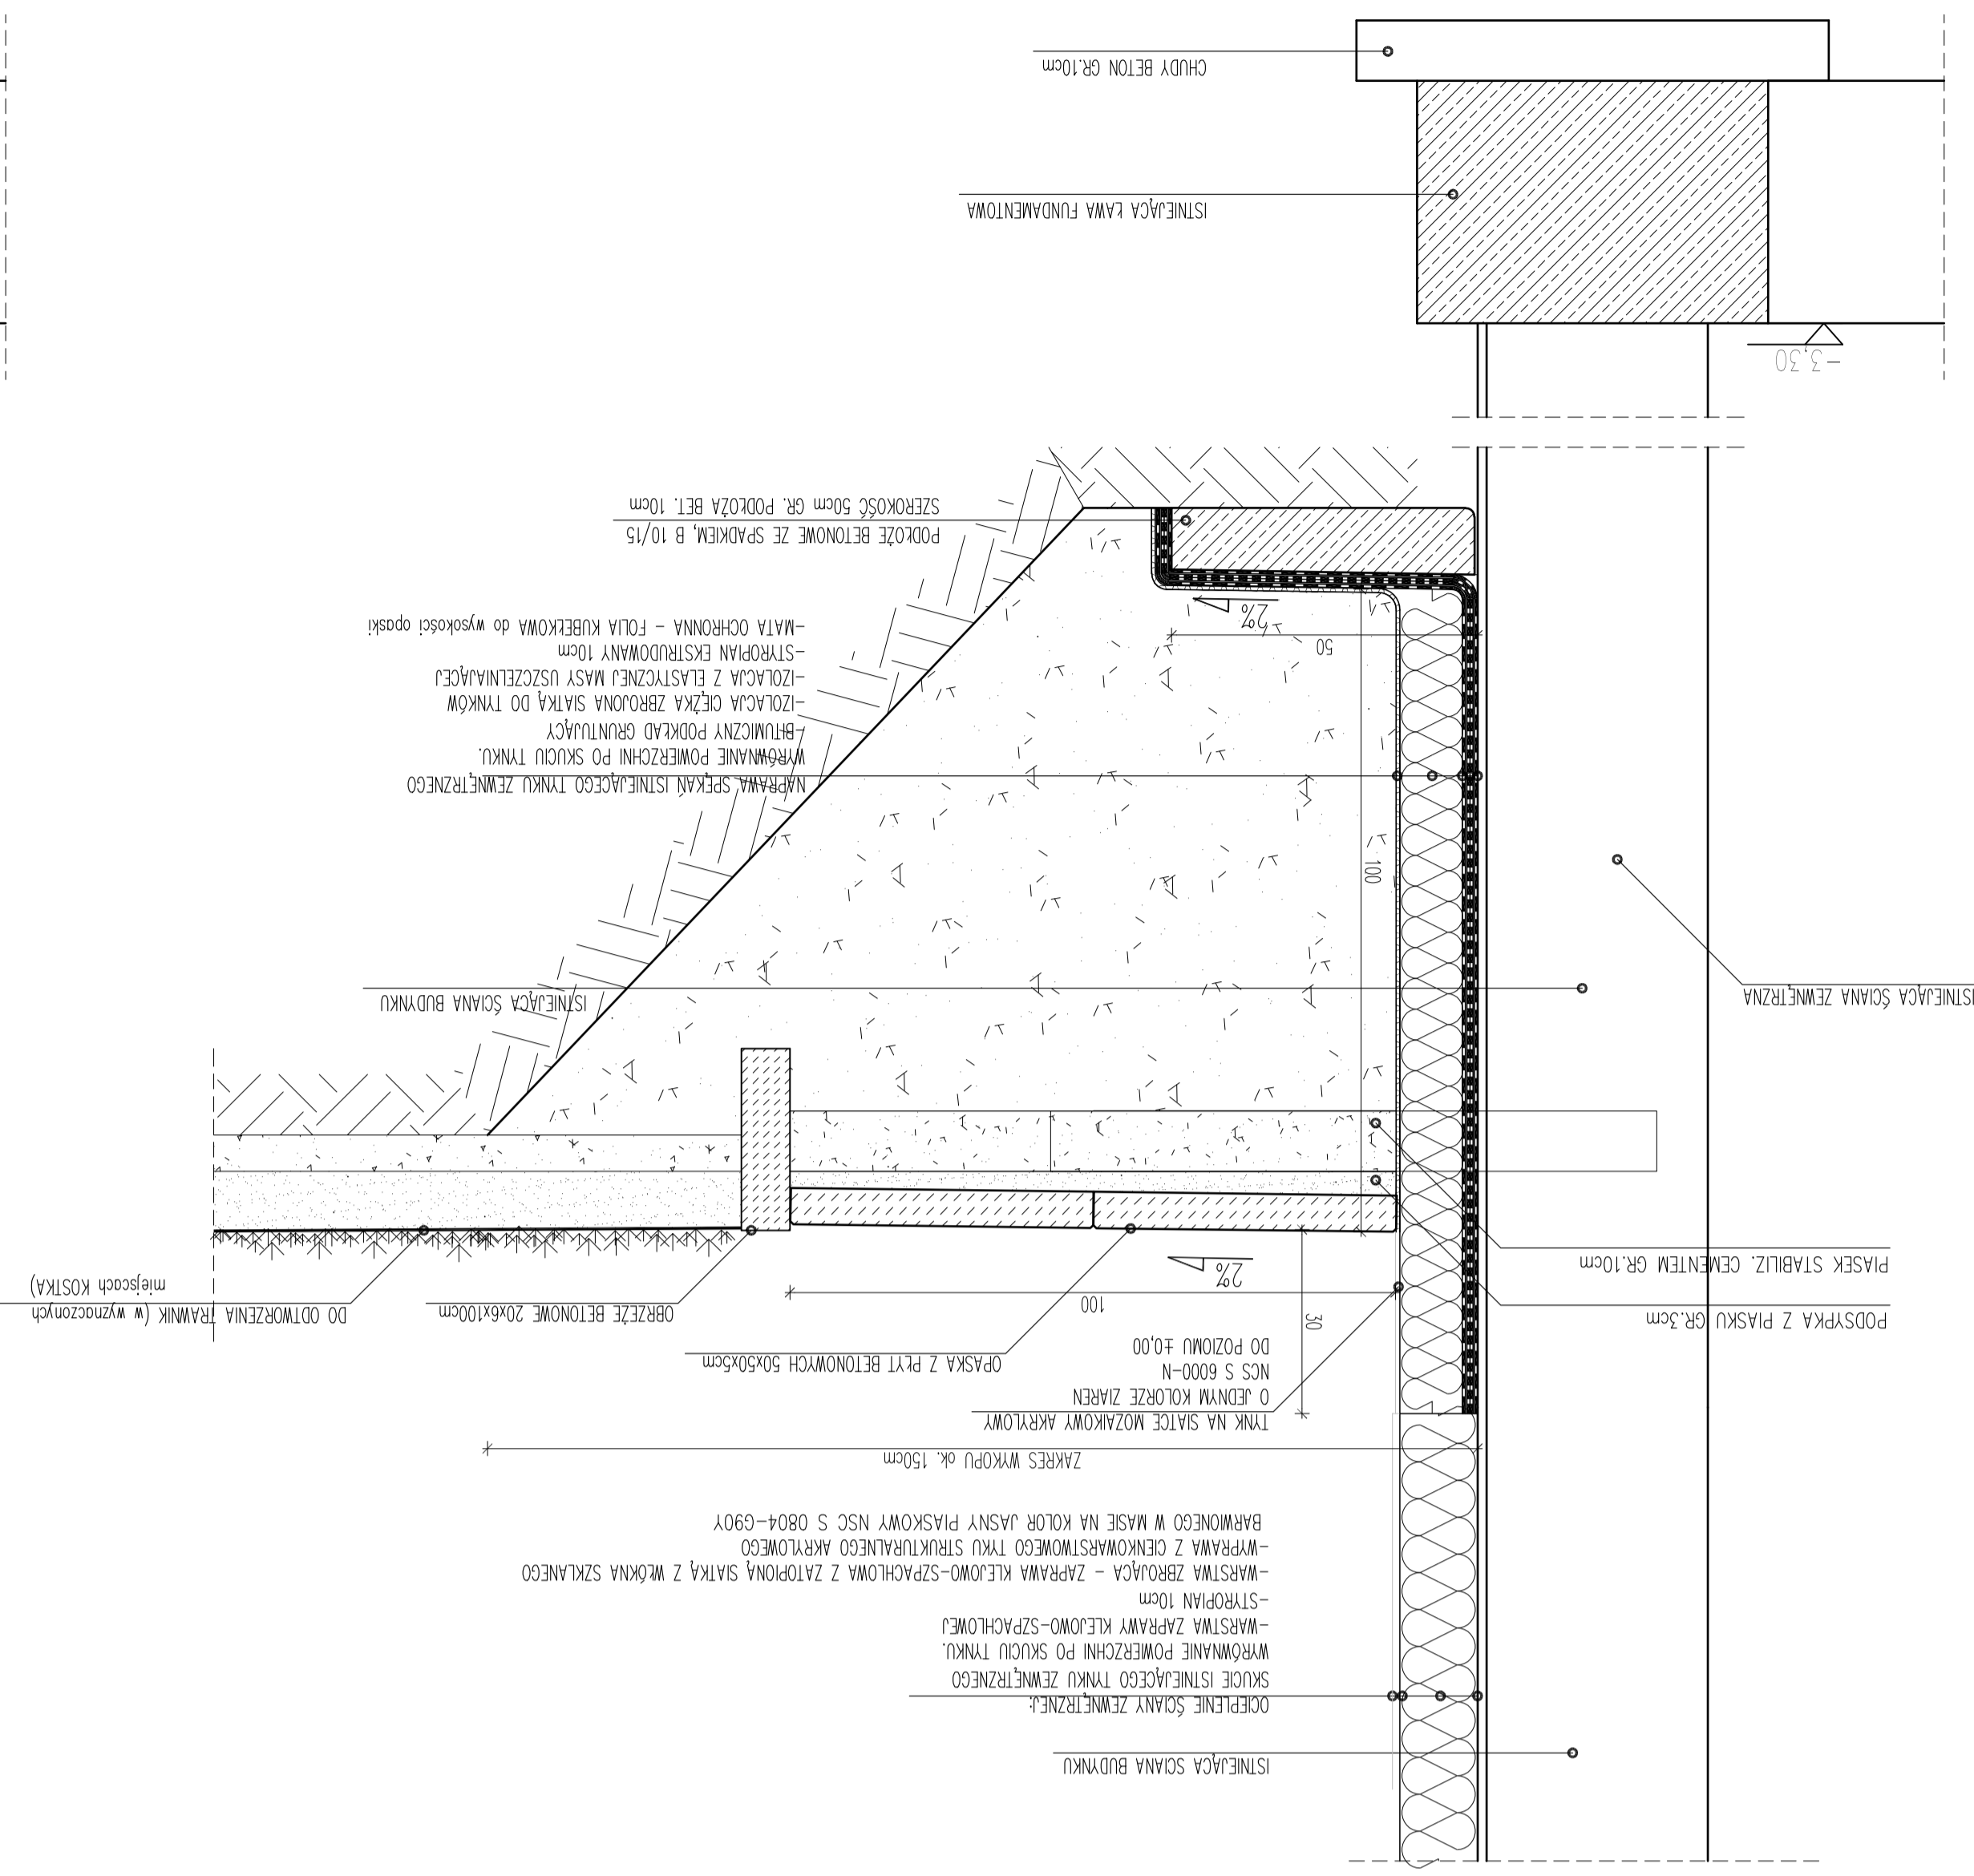 ISTNIEJĄCA SCIANA BUDYNKU
OCIEPLENIE ŚCIANY ZEWNĘTRZNEJ:
SKUCIE ISTNIEJĄCEGO TYNKU ZEWNĘTRZNEGO
WYRÓWNANIE POWIERZCHNI PO SKUCIU TYNKU.
-WARSTWA ZAPRAWY KLEJOWO-SZPACHLOWEJ
-STYROPIAN 10cm
-WARSTWA ZBROJĄCA - ZAPRAWA KLEJOWO-SZPACHLOWA Z ZATOPIONĄ SIATKĄ Z WŁÓKNA SZKLANEGO
-WYPRAWA Z CIENKOWARSTWOWEGO TYKU STRUKTURALNEGO AKRYLOWEGO
BARWIONEGO W MASIE NA KOLOR JASNY PIASKOWY NSC S 0804-G90Y
ZAKRES WYKOPU ok. 150cm
TYNK NA SIATCE MOZAIKOWY AKRYLOWY
O JEDNYM KOLORZE ZIAREN
NCS S 6000-N
DO POZIOMU ±0,00
30
OPASKA Z PŁYT BETONOWYCH 50x50x5cm
PODSYPKA Z PIASKU GR.3cm
100
OBRZEŻE BETONOWE 20x6x100cm
DO ODTWORZENIA TRAWNIK (w wyznaczonych
miejscach KOSTKA)
2%
PIASEK STABILIZ. CEMENTEM GR.10cm
ISTNIEJĄCA ŚCIANA ZEWNĘTRZNA
ISTNIEJĄCA ŚCIANA BUDYNKU
100
NAPRAWA SPĘKAŃ ISTNIEJĄCEGO TYNKU ZEWNĘTRZNEGO
WYRÓWNANIE POWIERZCHNI PO SKUCIU TYNKU.
-BITUMICZNY PODKŁAD GRUNTUJĄCY
-IZOLACJA CIĘŻKA ZBROJONA SIATKĄ DO TYNKÓW
-IZOLACJA Z ELASTYCZNEJ MASY USZCZELNIAJĄCEJ
-STYROPIAN EKSTRUDOWANY 10cm
-MATA OCHRONNA - FOLIA KUBEŁKOWA do wysokości opaski
50
2%
PODŁOŻE BETONOWE ZE SPADKIEM, B 10/15
SZEROKOŚĆ 50cm GR. PODŁOŻA BET. 10cm
-3,30
ISTNIEJĄCA ŁAWA FUNDAMENTOWA
CHUDY BETON GR.10cm